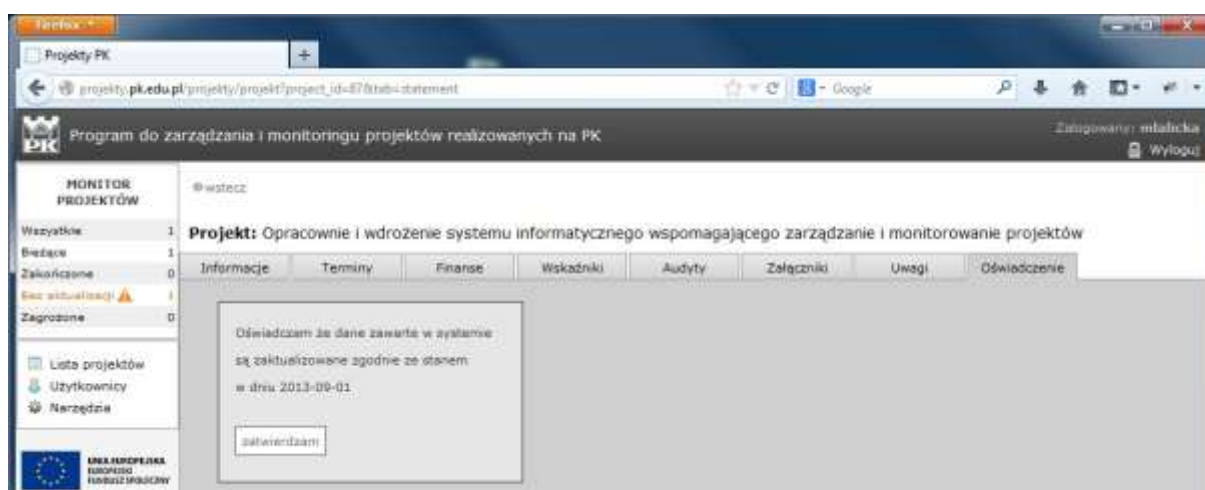 Firefox
Projekty PK
+
projekty.pk.edu.pl/projekty/projekt?project_id=87&tab=statement
Google
PK
Program do zarządzania i monitoringu projektów realizowanych na PK
Zalogowany: mlalicka
Wyloguj
MONITOR
PROJEKTÓW
Wszystkie 1
Bieżące 1
Zakończone 0
Bez aktualizacji 1
Zagrożone 0
Lista projektów
Użytkownicy
Narzędzia
UNIA EUROPEJSKA
EUROPEJSKI
FUNDUSZ SPOŁECZNY
wstecz
Projekt: Opracownie i wdrożenie systemu informatycznego wspomagającego zarządzanie i monitorowanie projektów
Informacje Terminy Finanse Wskaźniki Audyty Załączniki Uwagi Oświadczenie
Oświadczam że dane zawarte w systemie
są zaktualizowane zgodnie ze stanem
w dniu 2013-09-01
zatwierdzam